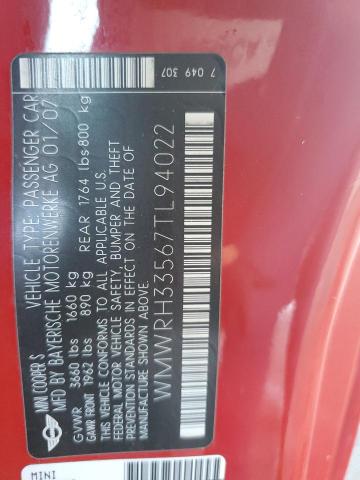 MINI COOPER S VEHICLE TYPE: PASSENGER CAR
MFD BY BAYERISCHE MOTORENWERKE AG 01/07
GVWR 3660 lbs 1660 kg
GAWR FRONT 1962 lbs 890 kg REAR 1764 lbs 800 kg
THIS VEHICLE CONFORMS TO ALL APPLICABLE U.S.
FEDERAL MOTOR VEHICLE SAFETY, BUMPER AND THEFT
PREVENTION STANDARDS IN EFFECT ON THE DATE OF
MANUFACTURE SHOWN ABOVE.
WMWRH33567TL94022
7 049 307
MINI